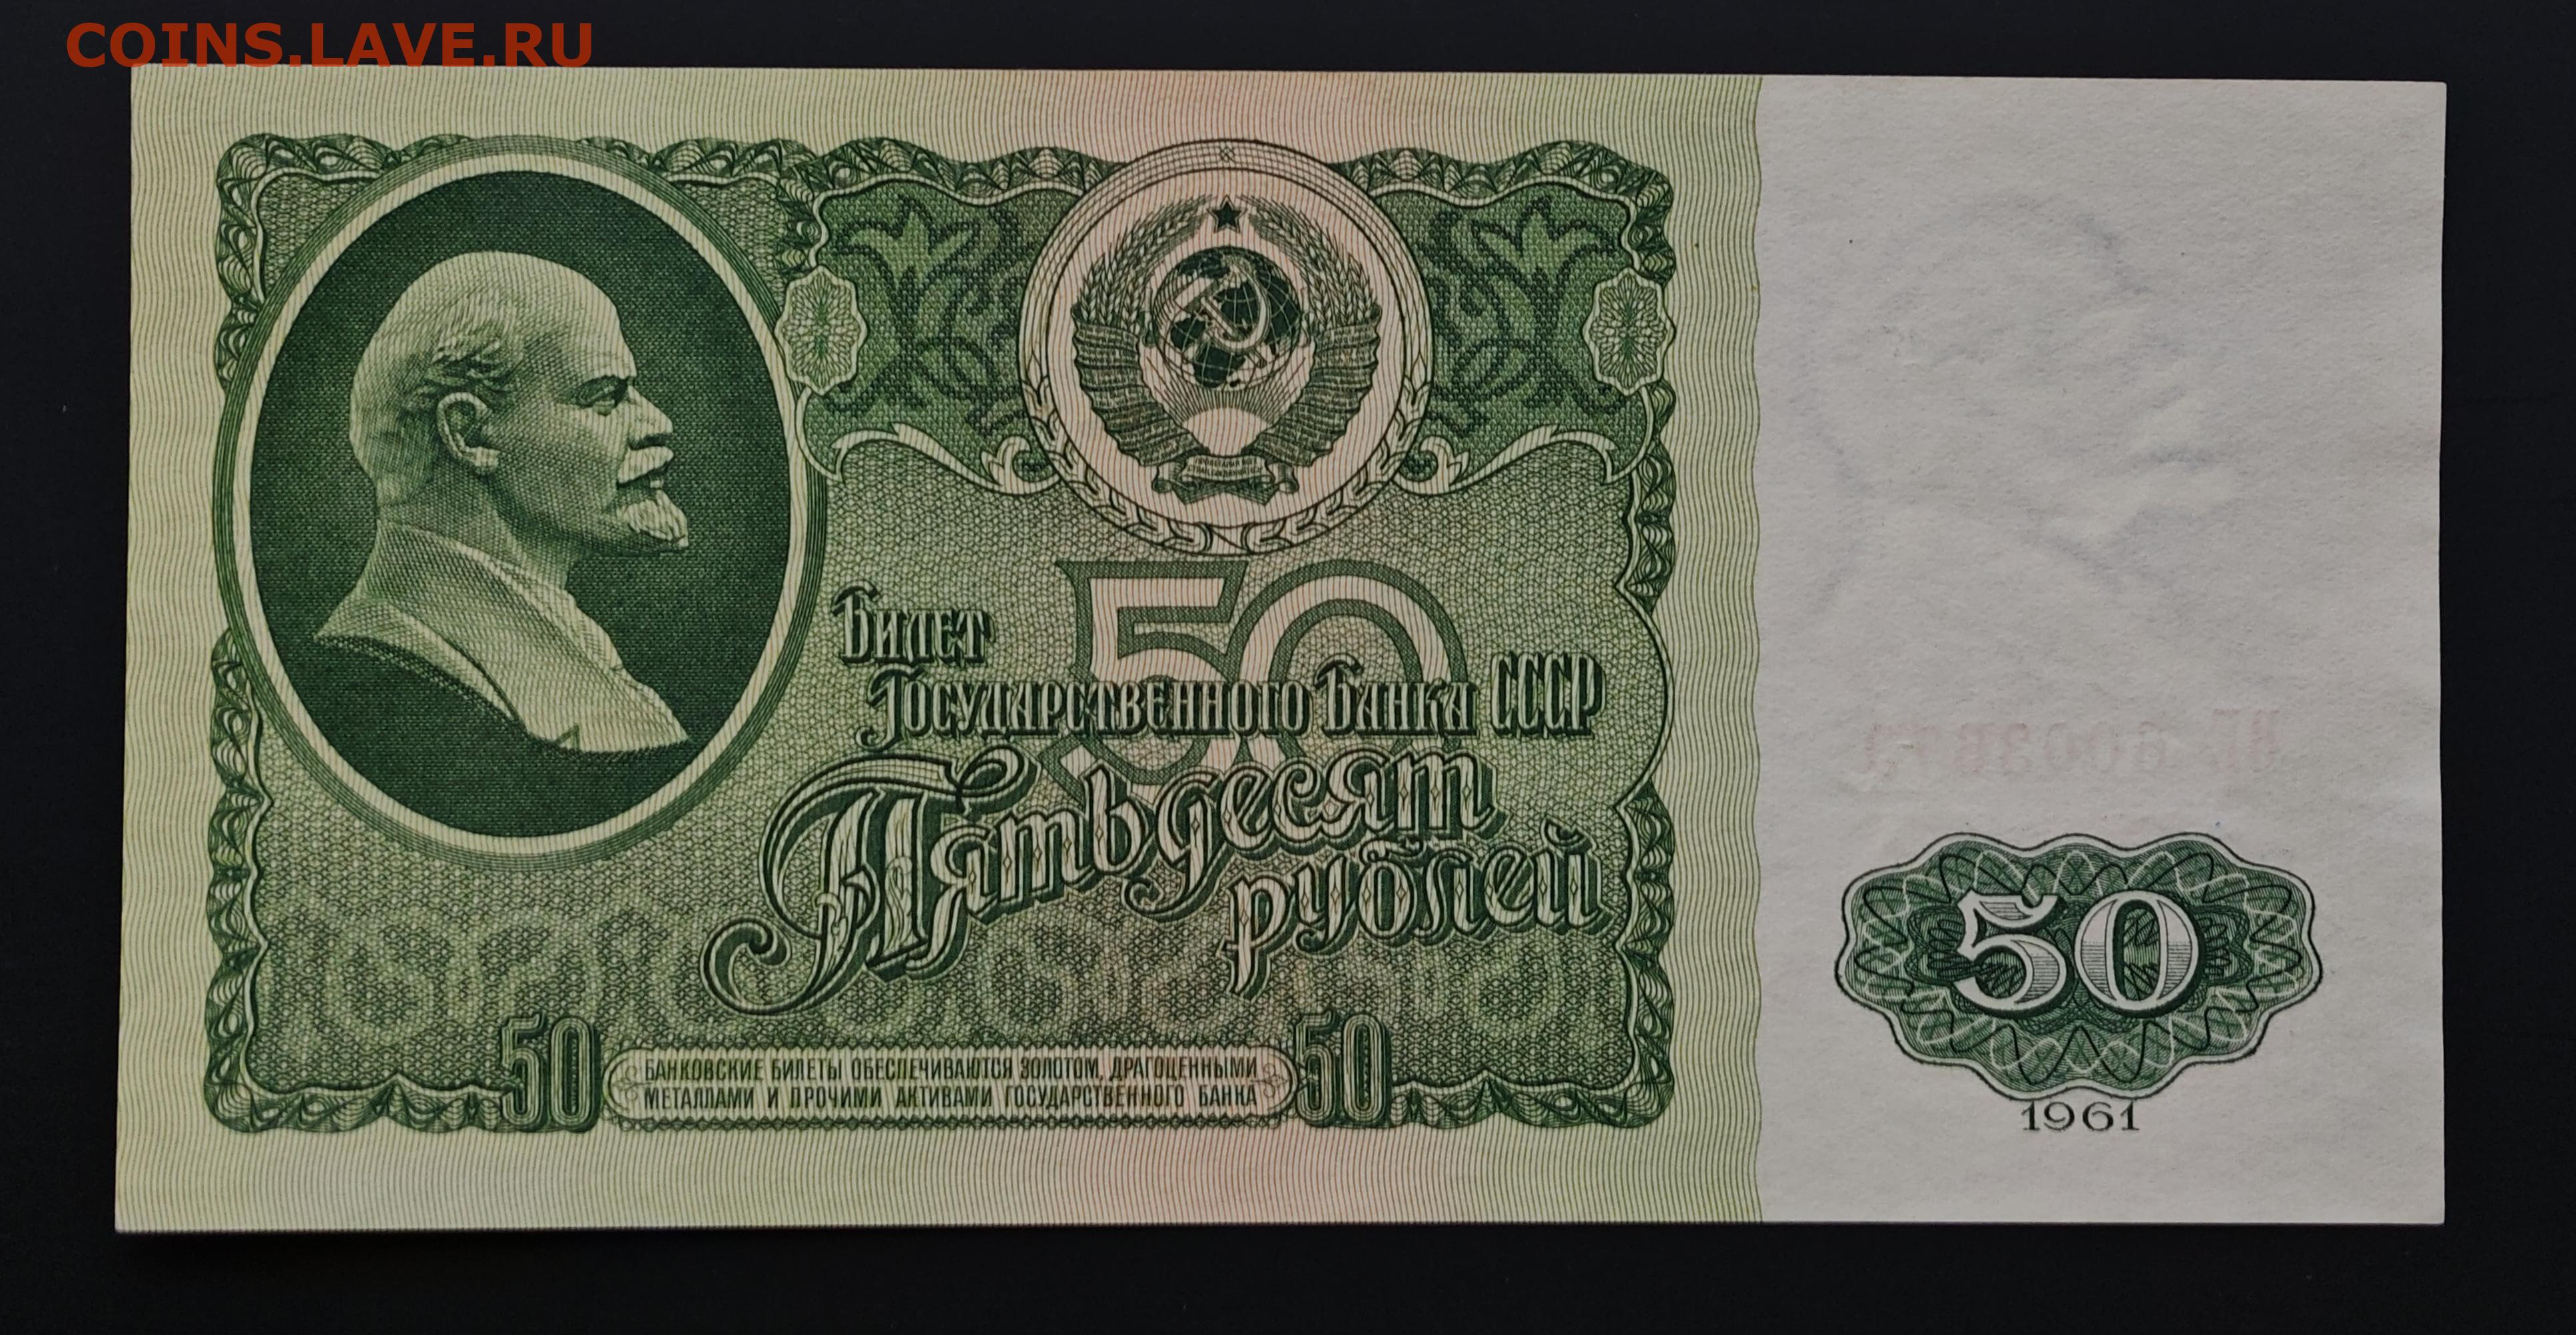 COINS.LAVE.RU
Билет
Государственного Банка СССР
50
Пятьдесят
рублей
50
БАНКОВСКИЕ БИЛЕТЫ ОБЕСПЕЧИВАЮТСЯ ЗОЛОТОМ, ДРАГОЦЕННЫМИ
МЕТАЛЛАМИ И ПРОЧИМИ АКТИВАМИ ГОСУДАРСТВЕННОГО БАНКА
50
50
1961